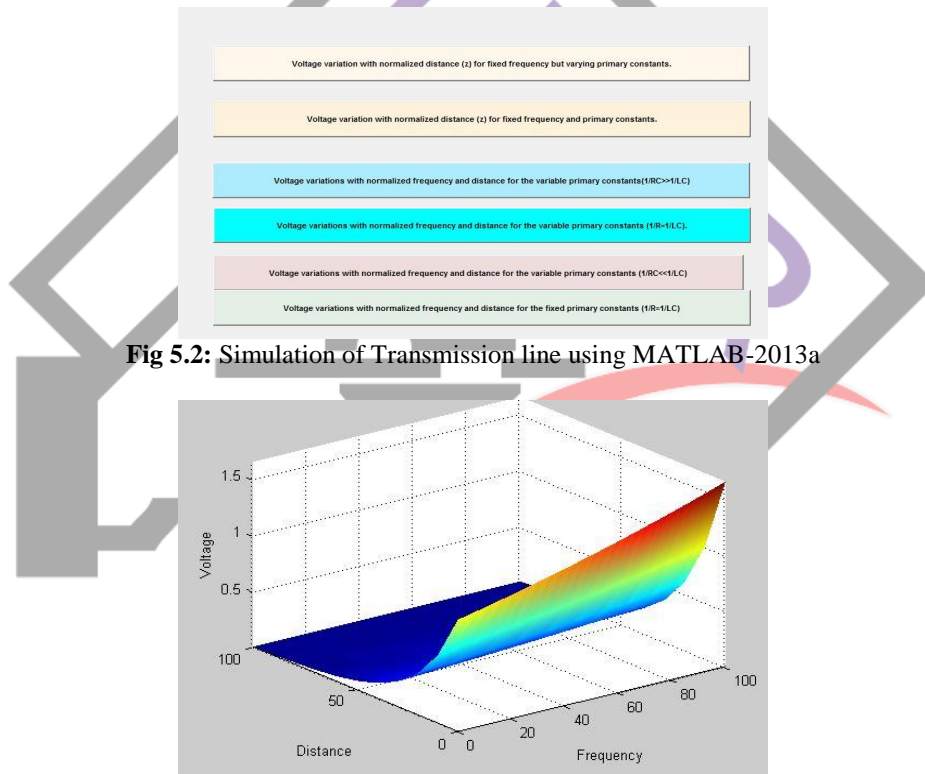 Voltage variation with normalized distance (z) for fixed frequency but varying primary constants.
Voltage variation with normalized distance (z) for fixed frequency and primary constants.
Voltage variations with normalized frequency and distance for the variable primary constants(1/RC>>1/LC)
Voltage variations with normalized frequency and distance for the variable primary constants (1/R=1/LC).
Voltage variations with normalized frequency and distance for the variable primary constants (1/RC<<1/LC)
Voltage variations with normalized frequency and distance for the fixed primary constants (1/R=1/LC)
Fig 5.2: Simulation of Transmission line using MATLAB-2013a
1.5
1
0.5
Voltage
100
50
0
Distance
0
20
40
60
80
100
Frequency